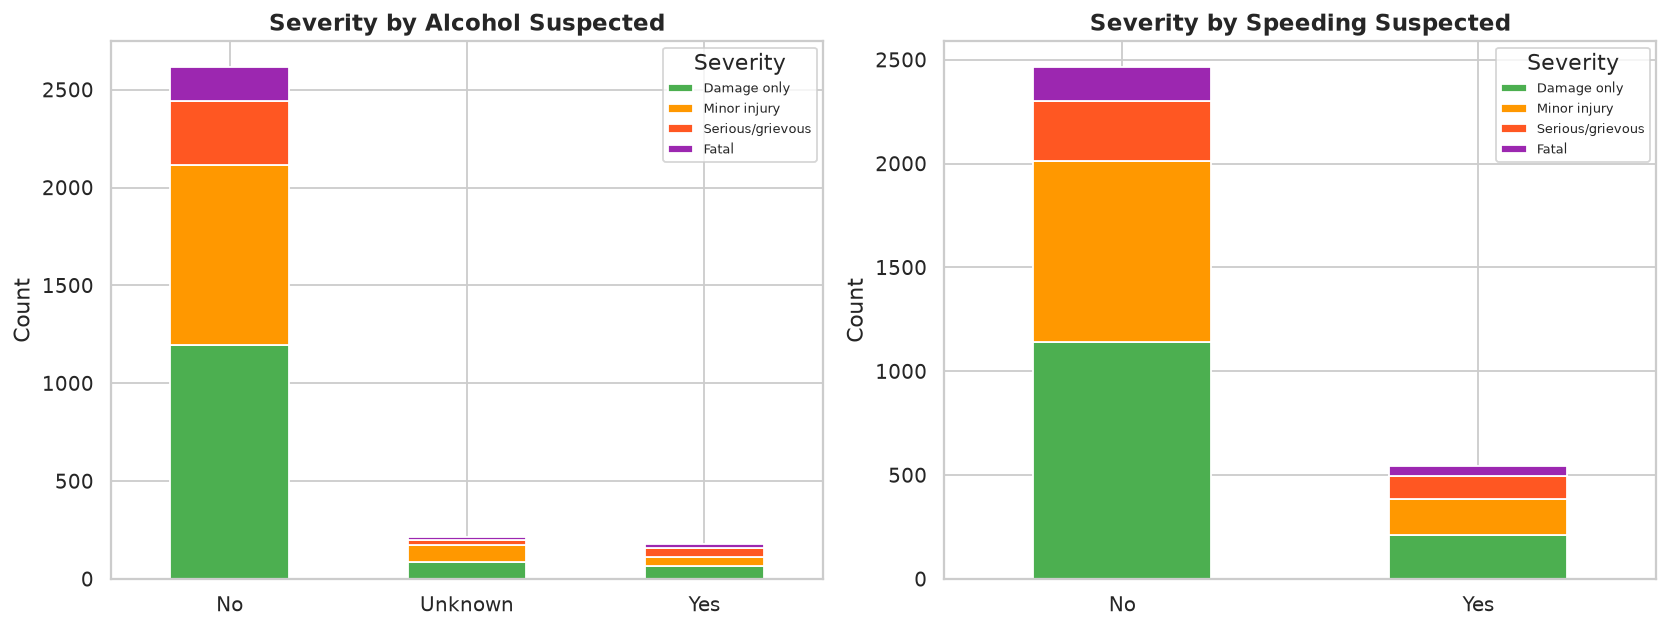 Severity by Alcohol Suspected
Severity
Damage only
Minor injury
Serious/grievous
Fatal
Count
2500
2000
1500
1000
500
0
No
Unknown
Yes
Severity by Speeding Suspected
Severity
Damage only
Minor injury
Serious/grievous
Fatal
Count
2500
2000
1500
1000
500
0
No
Yes